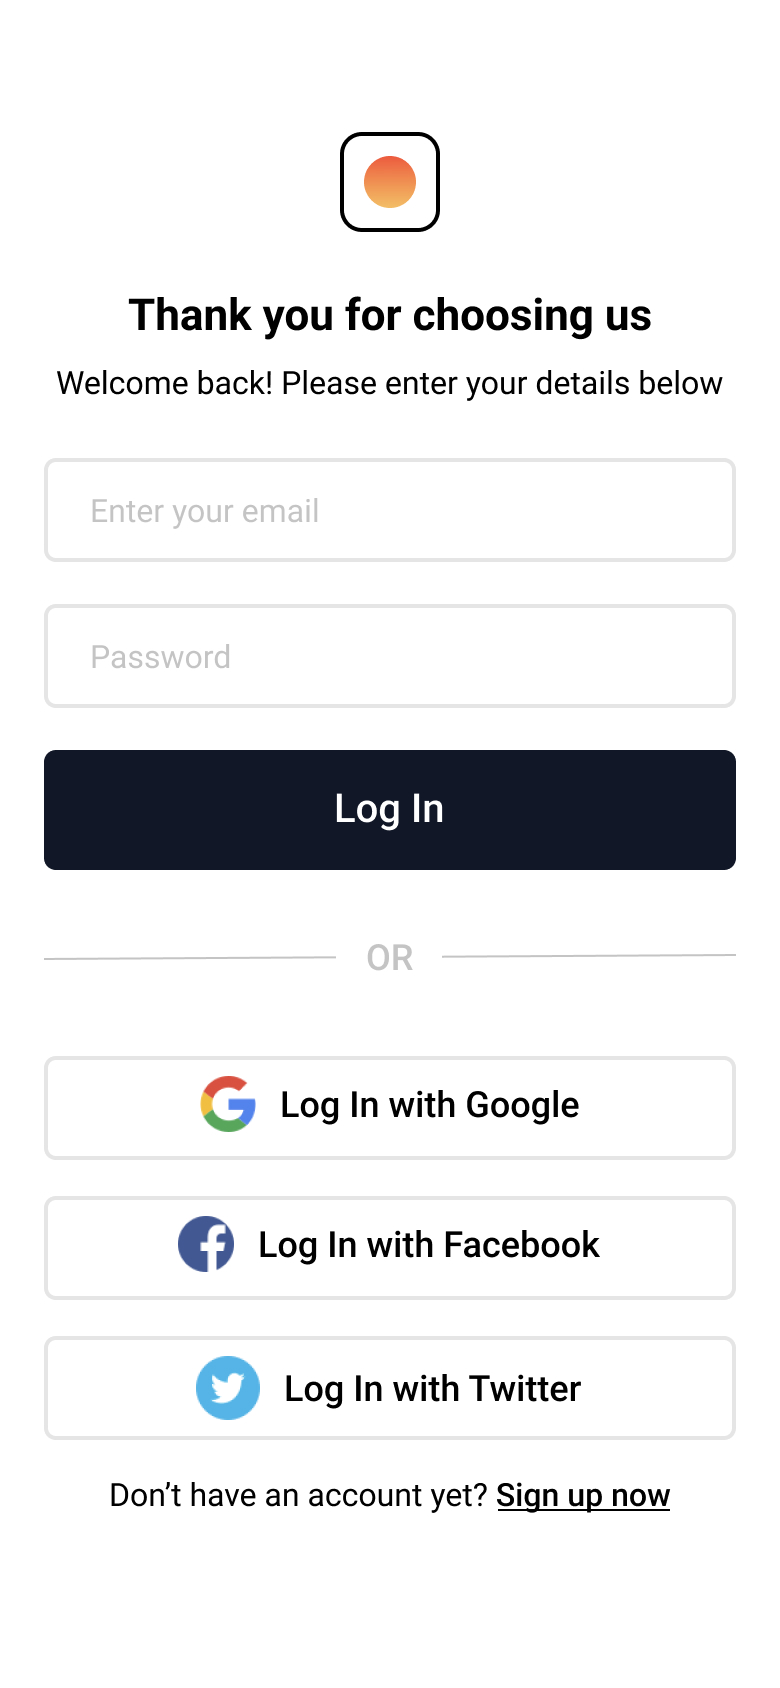 Thank you for choosing us
Welcome back! Please enter your details below
Enter your email
Password
Log In
OR
Log In with Google
Log In with Facebook
Log In with Twitter
Don’t have an account yet? Sign up now